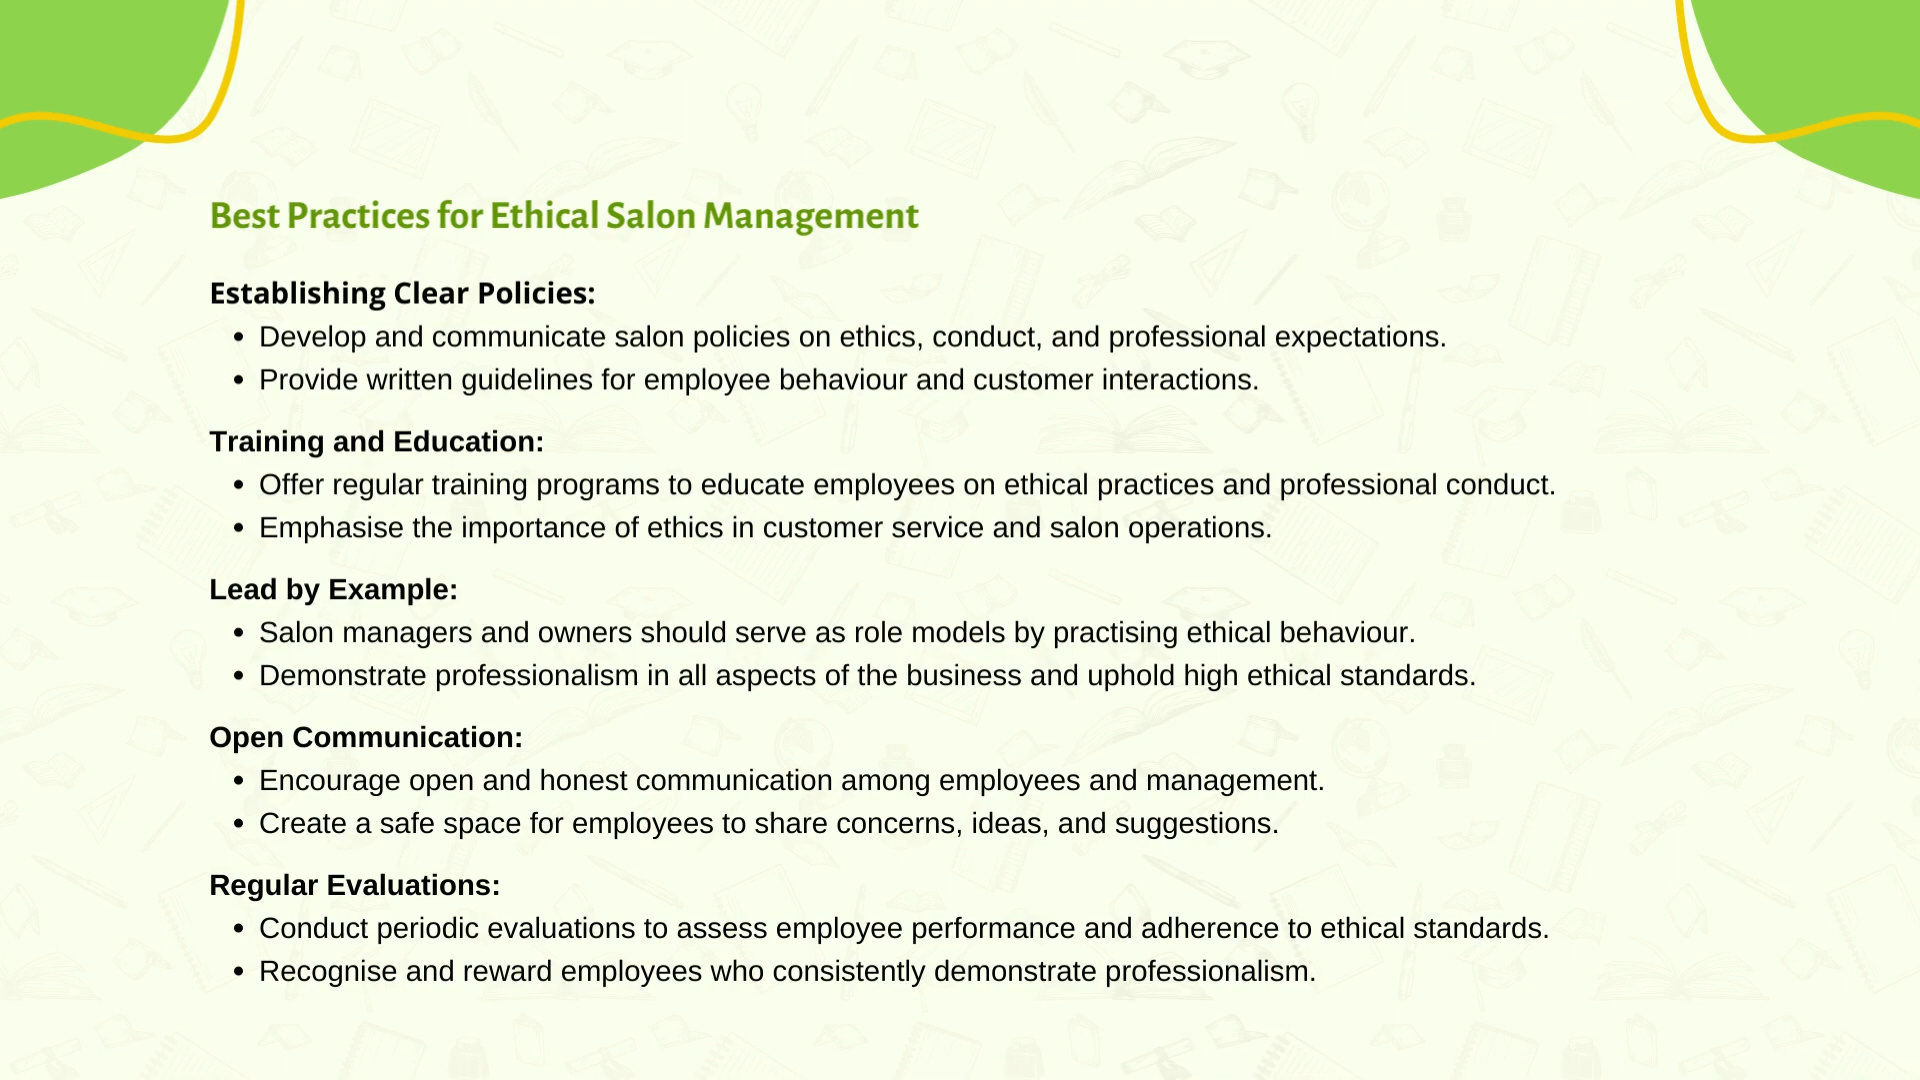 Best Practices for Ethical Salon Management
Establishing Clear Policies:
• Develop and communicate salon policies on ethics, conduct, and professional expectations.
• Provide written guidelines for employee behaviour and customer interactions.
Training and Education:
• Offer regular training programs to educate employees on ethical practices and professional conduct.
• Emphasise the importance of ethics in customer service and salon operations.
Lead by Example:
• Salon managers and owners should serve as role models by practising ethical behaviour.
• Demonstrate professionalism in all aspects of the business and uphold high ethical standards.
Open Communication:
• Encourage open and honest communication among employees and management.
• Create a safe space for employees to share concerns, ideas, and suggestions.
Regular Evaluations:
• Conduct periodic evaluations to assess employee performance and adherence to ethical standards.
• Recognise and reward employees who consistently demonstrate professionalism.